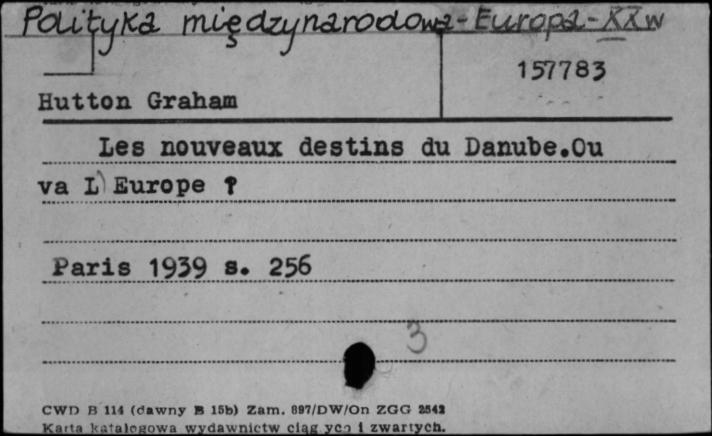 Polityka międzynarodowa-Europa-XXw
157783
Hutton Graham
Les nouveaux destins du Danube.Ou
va L' Europe ?
Paris 1939 s. 256
3
CWD B 114 (dawny B 15b) Zam. 897/DW/On ZGG 2542
Karta katalogowa wydawnictw ciąg ych i zwartych.